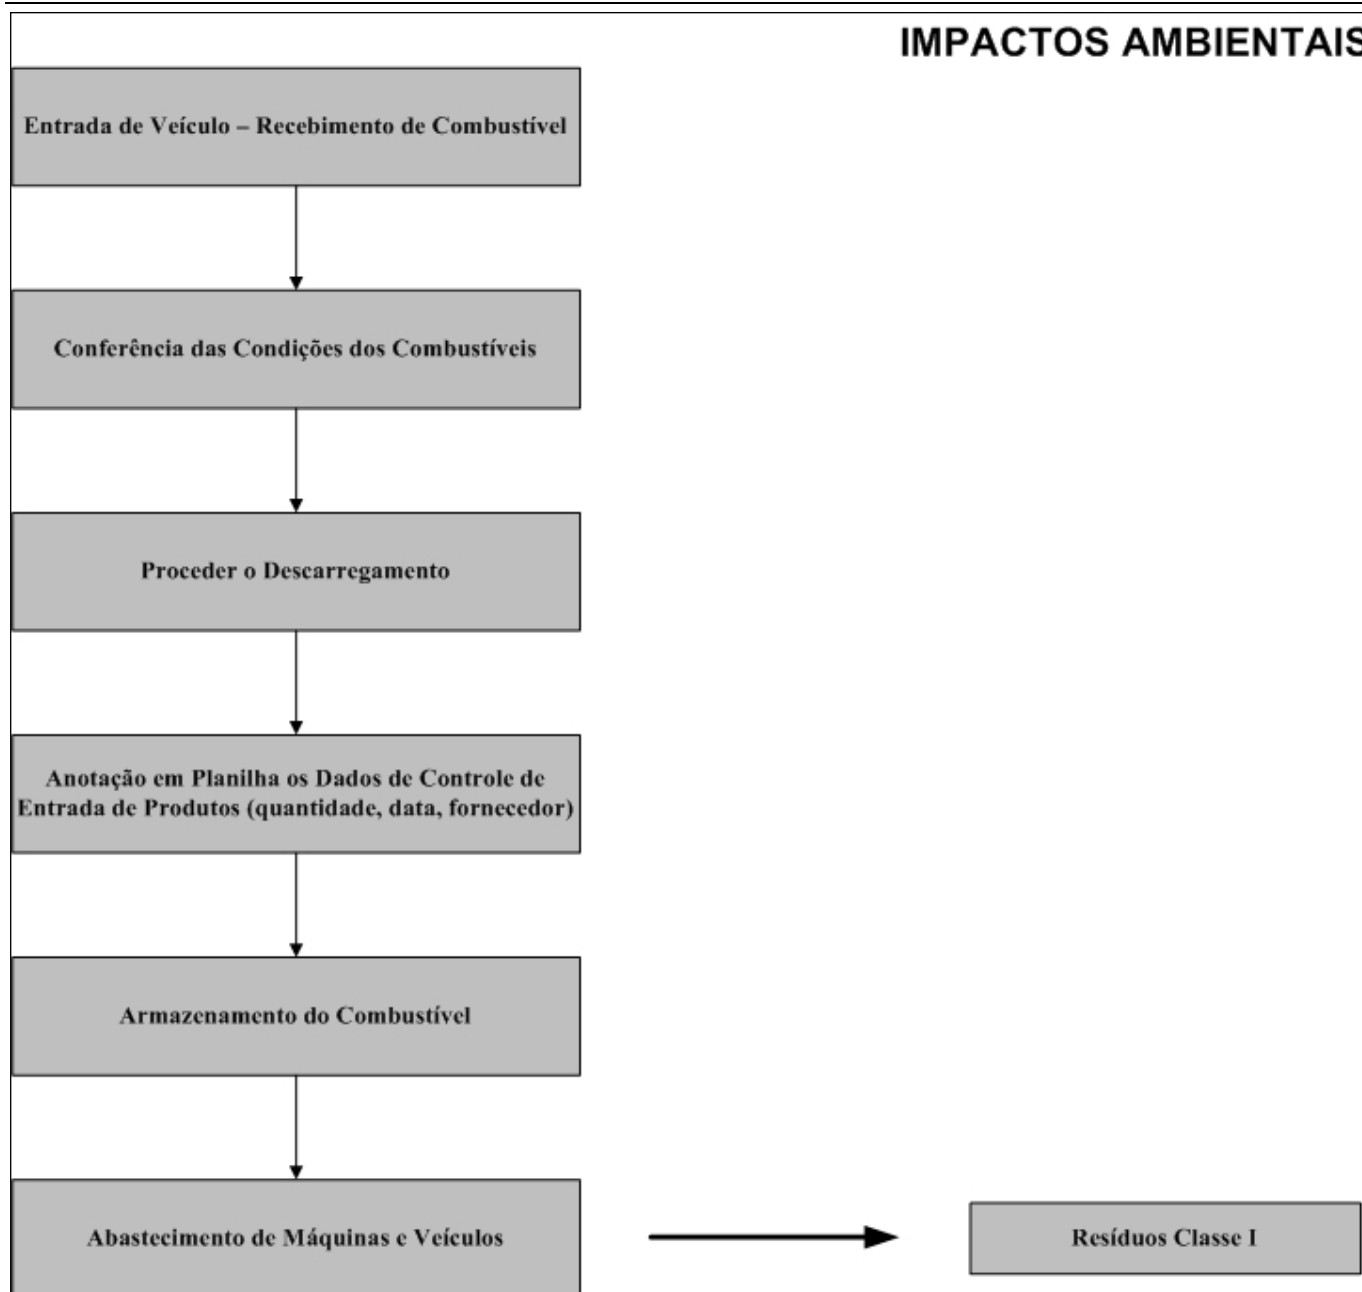 IMPACTOS AMBIENTAIS
Entrada de Veículo – Recebimento de Combustível
Conferência das Condições dos Combustíveis
Proceder o Descarregamento
Anotação em Planilha os Dados de Controle de
Entrada de Produtos (quantidade, data, fornecedor)
Armazenamento do Combustível
Abastecimento de Máquinas e Veículos
Resíduos Classe I